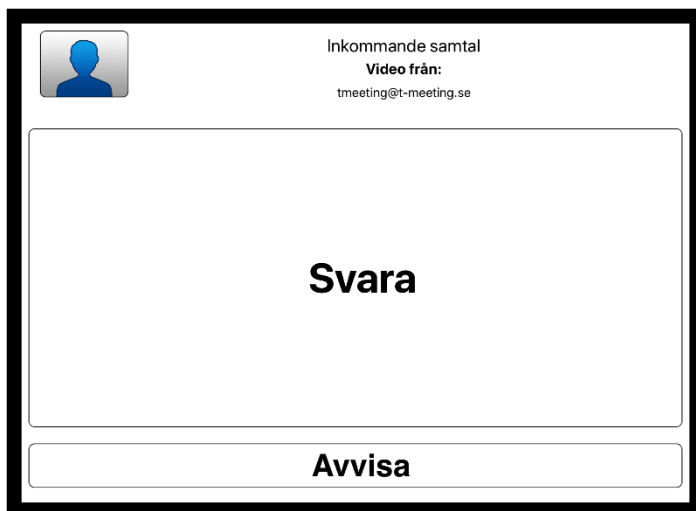 Inkommande samtal
Video från:
tmeeting@t-meeting.se
Svara
Avvisa